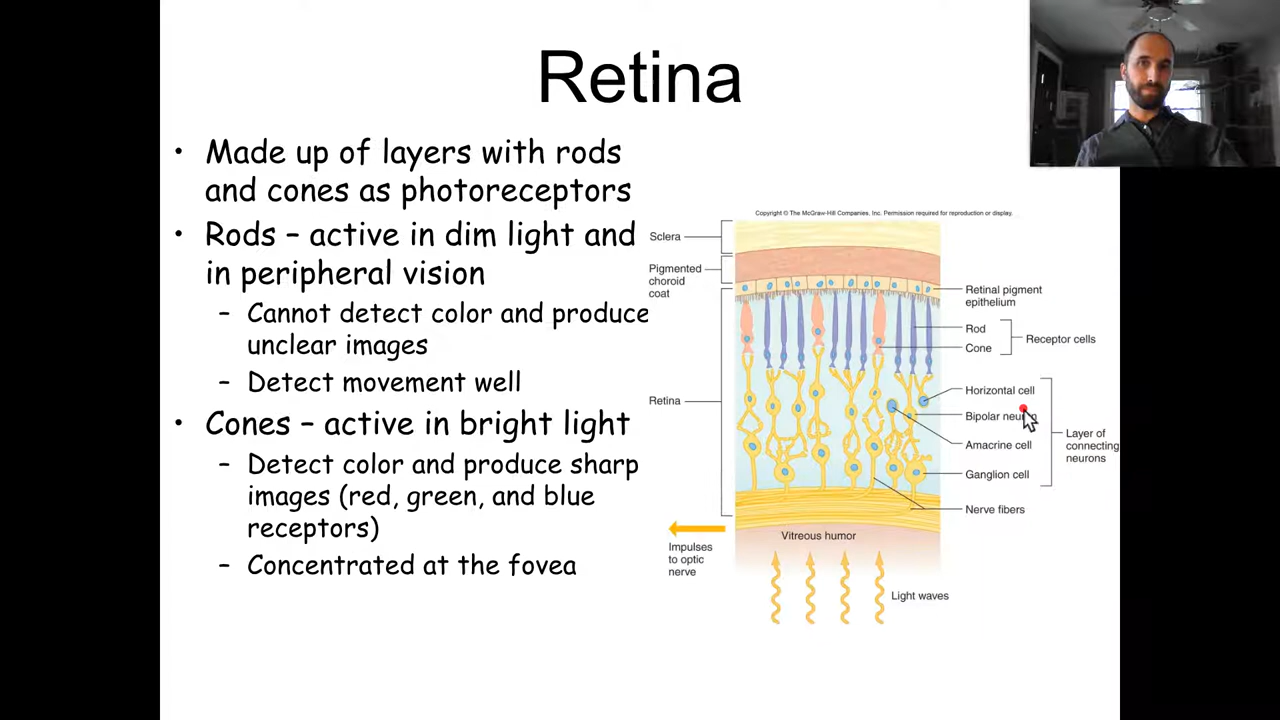 Retina
• Made up of layers with rods
and cones as photoreceptors
• Rods – active in dim light and
in peripheral vision
– Cannot detect color and produce
unclear images
– Detect movement well
• Cones – active in bright light
– Detect color and produce sharp
images (red, green, and blue
receptors)
– Concentrated at the fovea
Copyright © The McGraw-Hill Companies, Inc. Permission required for reproduction or display.
Sclera
Pigmented
choroid
coat
Retina
Impulses
to optic
nerve
Retinal pigment
epithelium
Rod
Cone
Receptor cells
Horizontal cell
Bipolar neuron
Amacrine cell
Ganglion cell
Layer of
connecting
neurons
Nerve fibers
Vitreous humor
Light waves